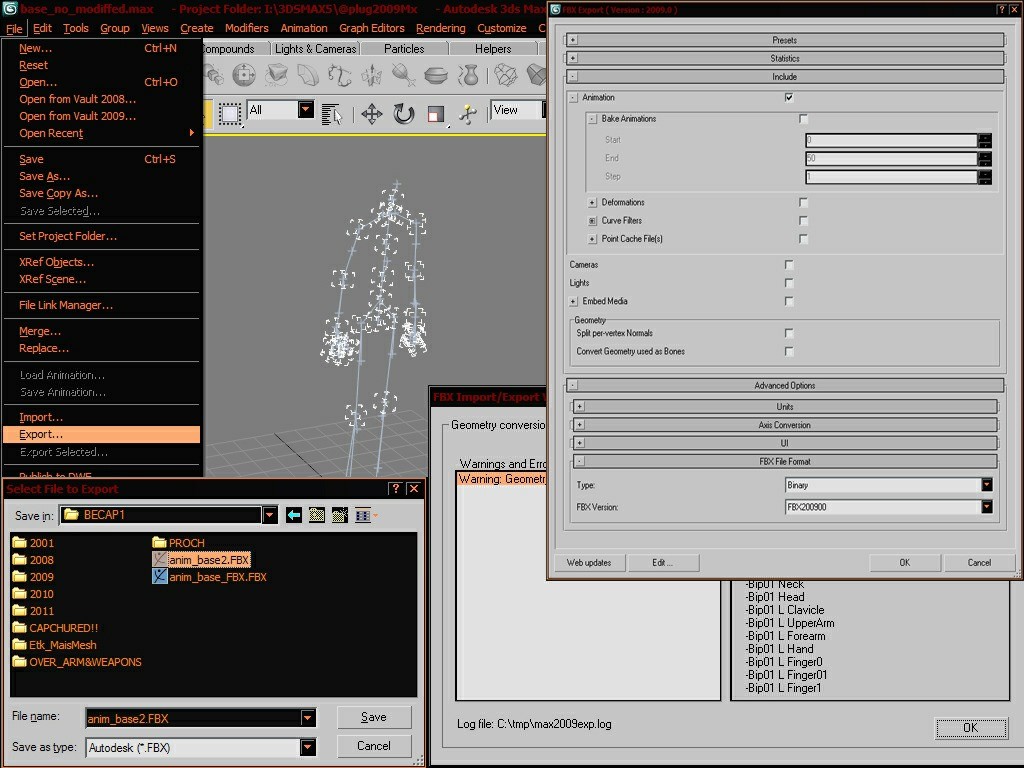 base_no_modiffed.max - Project Folder: I:\3DSMAX5\@plug2009Mx - Autodesk 3ds Max
File Edit Tools Group Views Create Modifiers Animation Graph Editors Rendering Customize
Compounds Lights & Cameras Particles Helpers
All
View
New... Ctrl+N
Reset
Open... Ctrl+O
Open from Vault 2008...
Open from Vault 2009...
Open Recent
Save Ctrl+S
Save As...
Save Copy As...
Save Selected...
Set Project Folder...
XRef Objects...
XRef Scene...
File Link Manager...
Merge...
Replace...
Load Animation...
Save Animation...
Import...
Export...
Export Selected...
Publish to DWF
Select File to Export
Save in: BECAP1
2001
2008
2009
2010
2011
CAPCHURED!!
Etk_MaisMesh
OVER_ARM&WEAPONS
PROCH
anim_base2.FBX
anim_base_FBX.FBX
File name: anim_base2.FBX Save
Save as type: Autodesk (*.FBX) Cancel
FBX Import/Export
Geometry conversio
Warnings and Erro
Warning: Geometr
-Bip01 Neck
-Bip01 Head
-Bip01 L Clavicle
-Bip01 L UpperArm
-Bip01 L Forearm
-Bip01 L Hand
-Bip01 L Finger0
-Bip01 L Finger01
-Bip01 L Finger1
Log file: C:\tmp\max2009exp.log
OK
FBX Export ( Version : 2009.0 )
Presets
Statistics
Include
Animation
Bake Animations
Start 0
End 50
Step 1
Deformations
Curve Filters
Point Cache File(s)
Cameras
Lights
Embed Media
Geometry
Split per-vertex Normals
Convert Geometry used as Bones
Advanced Options
Units
Axis Conversion
UI
FBX File Format
Type: Binary
FBX Version: FBX200900
Web updates Edit ... OK Cancel